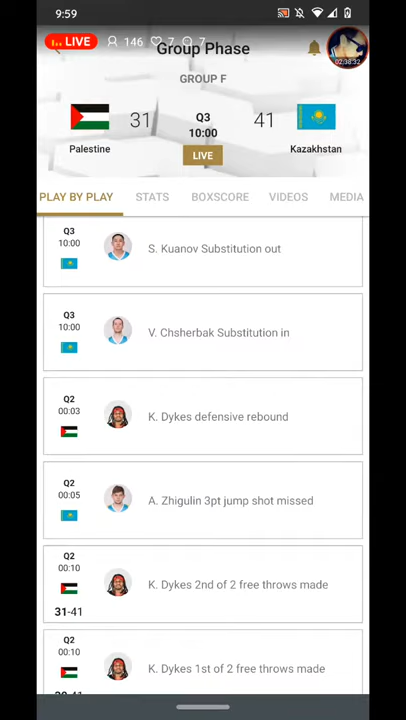 9:59
LIVE 146 7 7
Group Phase
02:38:32
GROUP F
31 Q3 41
10:00
Palestine LIVE Kazakhstan
PLAY BY PLAY STATS BOXSCORE VIDEOS MEDIA
Q3
10:00
S. Kuanov Substitution out
Q3
10:00
V. Chsherbak Substitution in
Q2
00:03
K. Dykes defensive rebound
Q2
00:05
A. Zhigulin 3pt jump shot missed
Q2
00:10
K. Dykes 2nd of 2 free throws made
31-41
Q2
00:10
K. Dykes 1st of 2 free throws made